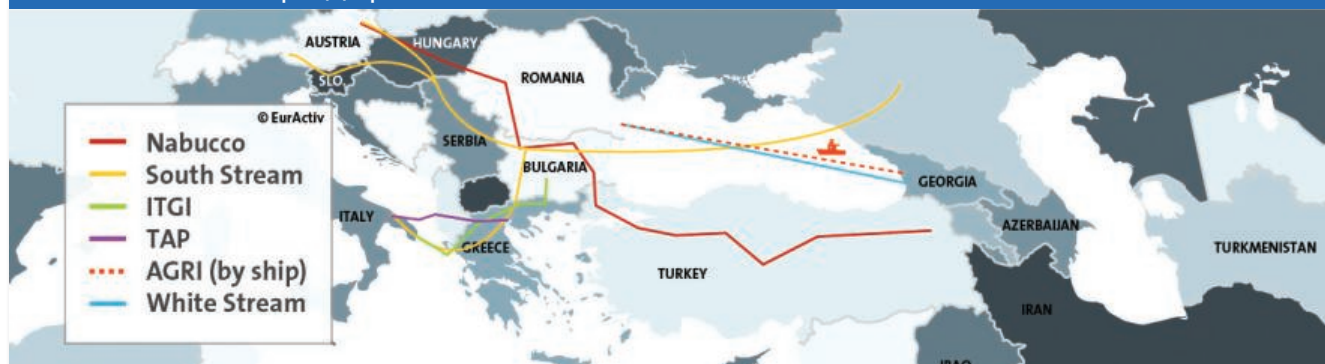 AUSTRIA
HUNGARY
SLO.
ROMANIA
© EurActiv
SERBIA
BULGARIA
GEORGIA
ITALY
GREECE
AZERBAIJAN
TURKMENISTAN
TURKEY
IRAN
Nabucco
South Stream
ITGI
TAP
AGRI (by ship)
White Stream